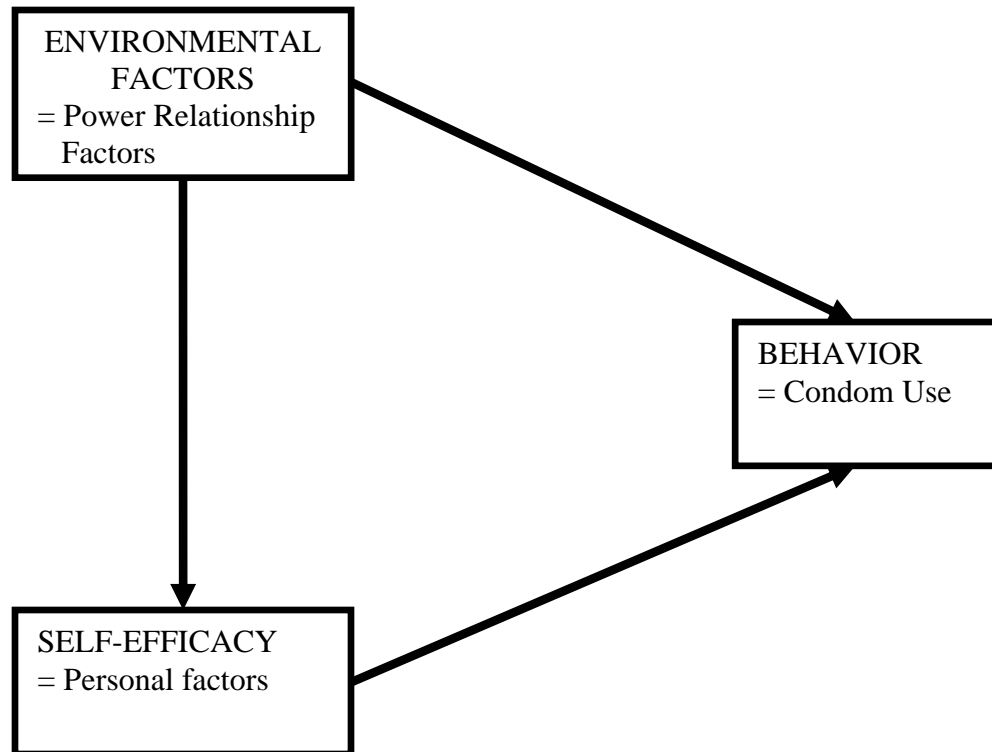 ENVIRONMENTAL
FACTORS
= Power Relationship
Factors
BEHAVIOR
= Condom Use
SELF-EFFICACY
= Personal factors